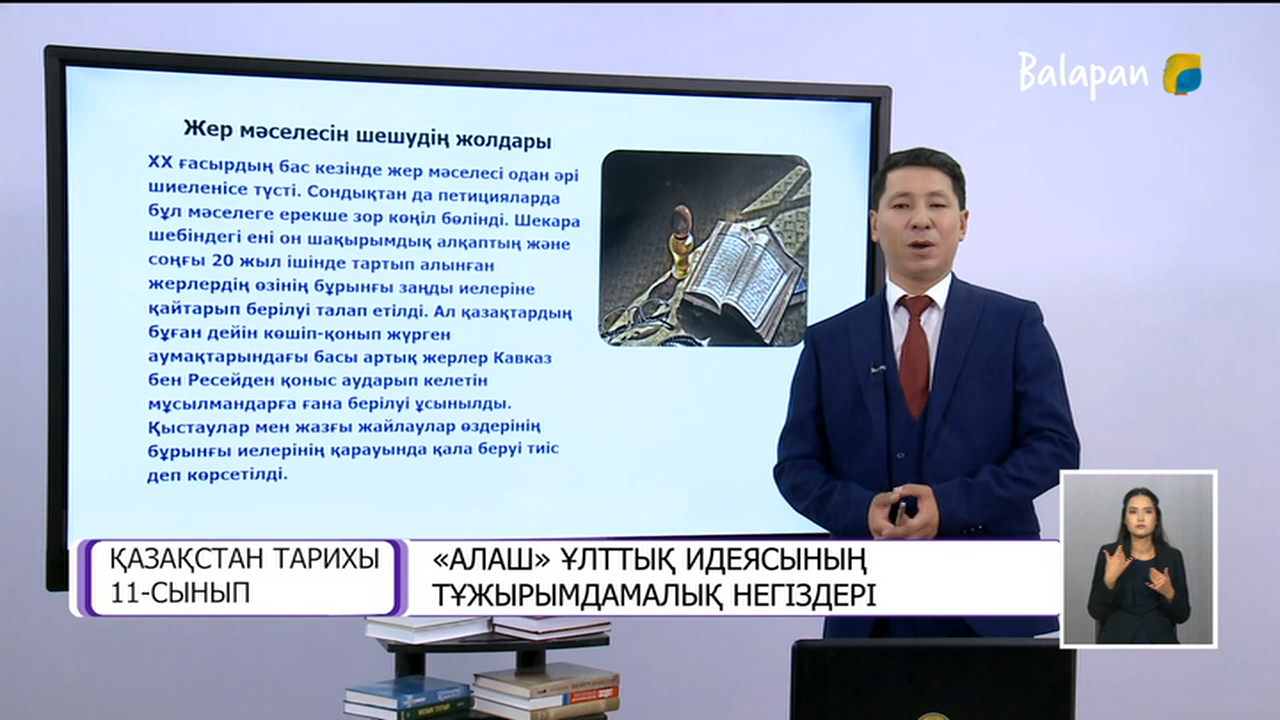 Balapan
Жер мәселесін шешудің жолдары
ХХ ғасырдың бас кезінде жер мәселесі одан әрі
шиеленісе түсті. Сондықтан да петицияларда
бұл мәселеге ерекше зор көңіл бөлінді. Шекара
шебіндегі ені он шақырымдық алқаптың және
соңғы 20 жыл ішінде тартып алынған
жерлердің өзінің бұрынғы заңды иелеріне
қайтарып берілуі талап етілді. Ал қазақтардың
бұған дейін көшіп-қонып жүрген
аумақтарындағы басы артық жерлер Кавказ
бен Ресейден қоныс аударып келетін
мұсылмандарға ғана берілуі ұсынылды.
Қыстаулар мен жазғы жайлаулар өздерінің
бұрынғы иелерінің қарауында қала беруі тиіс
деп көрсетілді.
ҚАЗАҚСТАН ТАРИХЫ
11-СЫНЫП
«АЛАШ» ҰЛТТЫҚ ИДЕЯСЫНЫҢ
ТҰЖЫРЫМДАМАЛЫҚ НЕГІЗДЕРІ